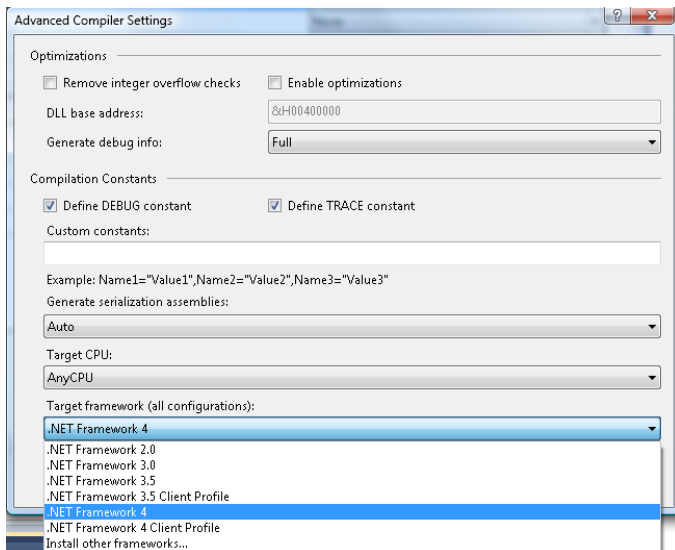 Advanced Compiler Settings
Optimizations
Remove integer overflow checks
Enable optimizations
DLL base address:
&H00400000
Generate debug info:
Full
Compilation Constants
Define DEBUG constant
Define TRACE constant
Custom constants:
Example: Name1="Value1",Name2="Value2",Name3="Value3"
Generate serialization assemblies:
Auto
Target CPU:
AnyCPU
Target framework (all configurations):
.NET Framework 4
.NET Framework 2.0
.NET Framework 3.0
.NET Framework 3.5
.NET Framework 3.5 Client Profile
.NET Framework 4
.NET Framework 4 Client Profile
Install other frameworks...